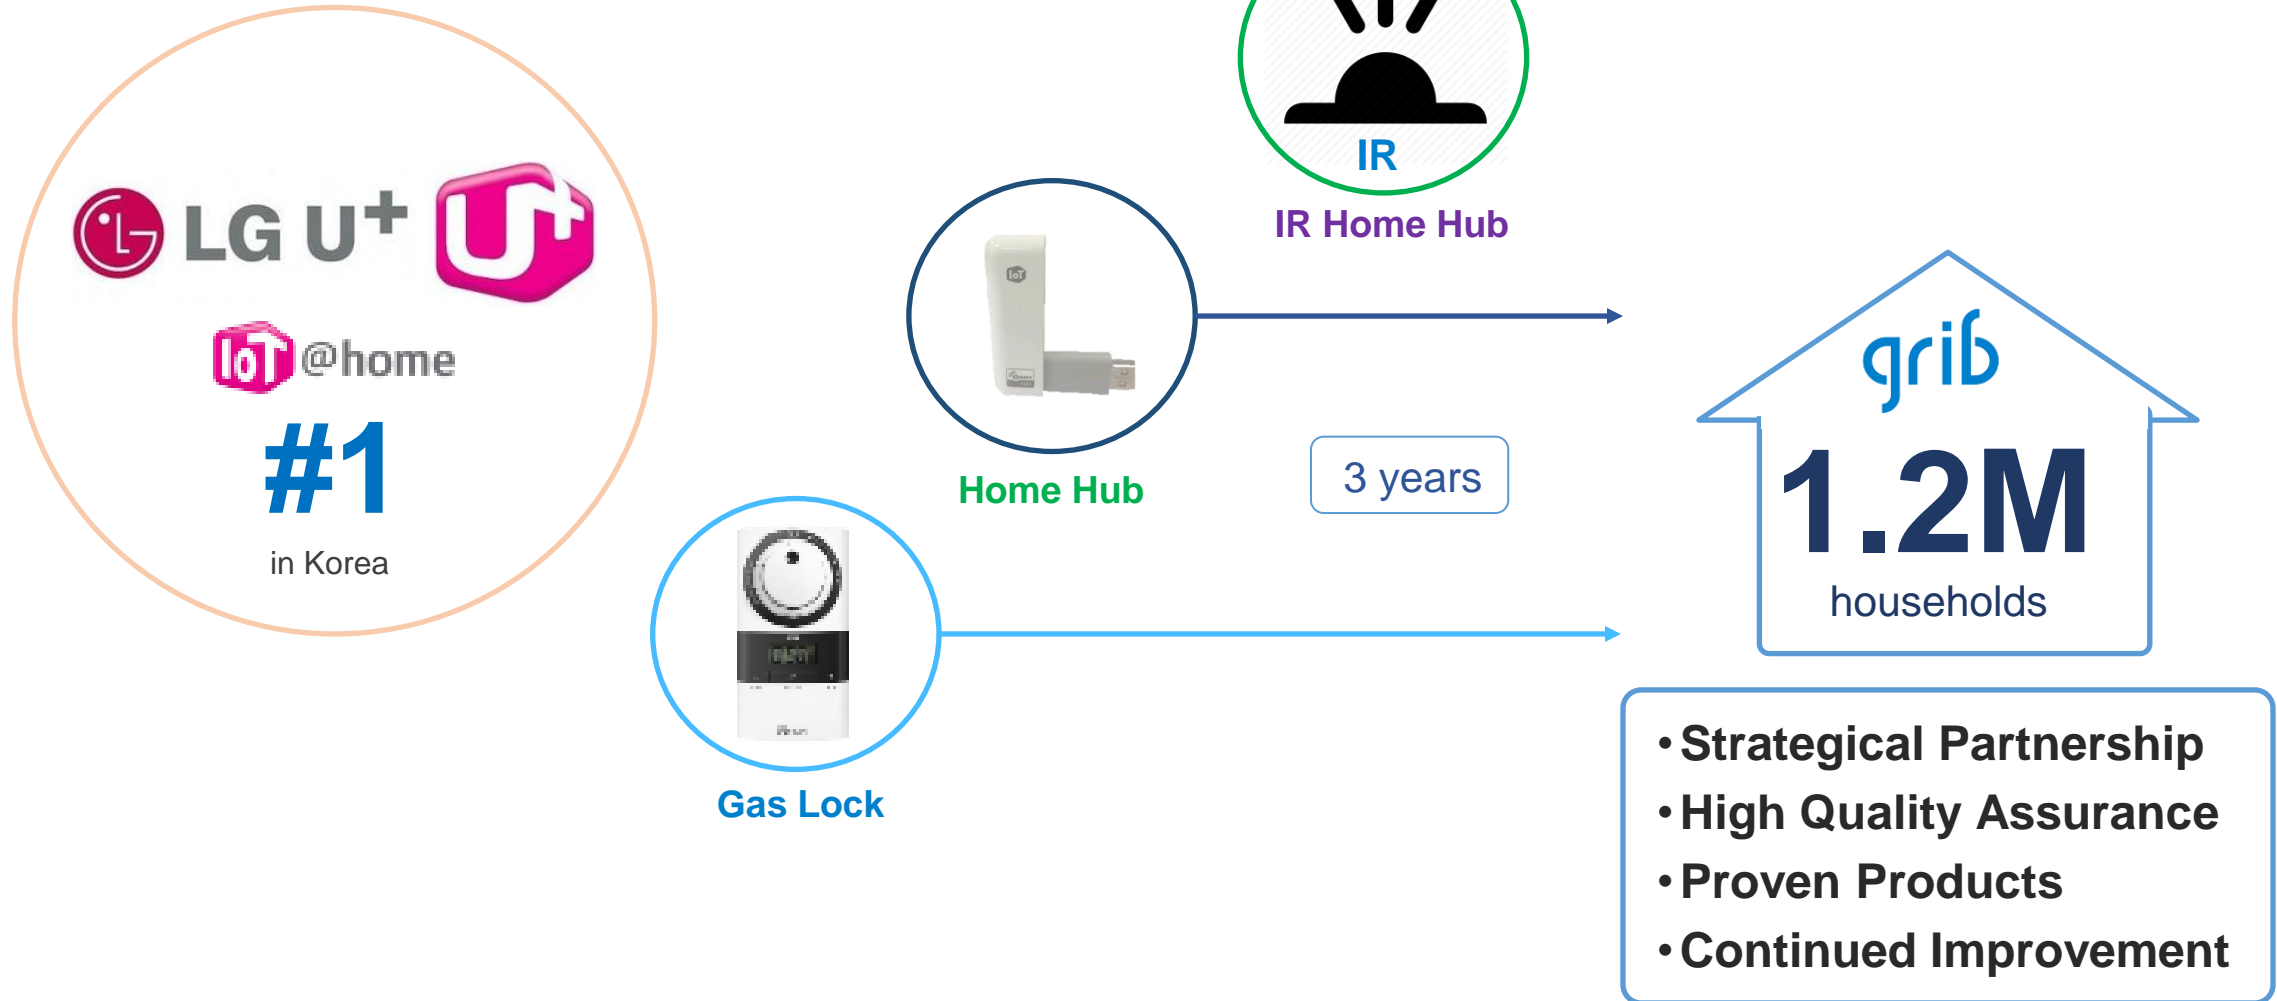 LG U+
U+
IoT@home
#1
in Korea
IR
IR Home Hub
IoT
Home Hub
3 years
Gas Lock
grib
1.2M
households
•Strategical Partnership
•High Quality Assurance
•Proven Products
•Continued Improvement